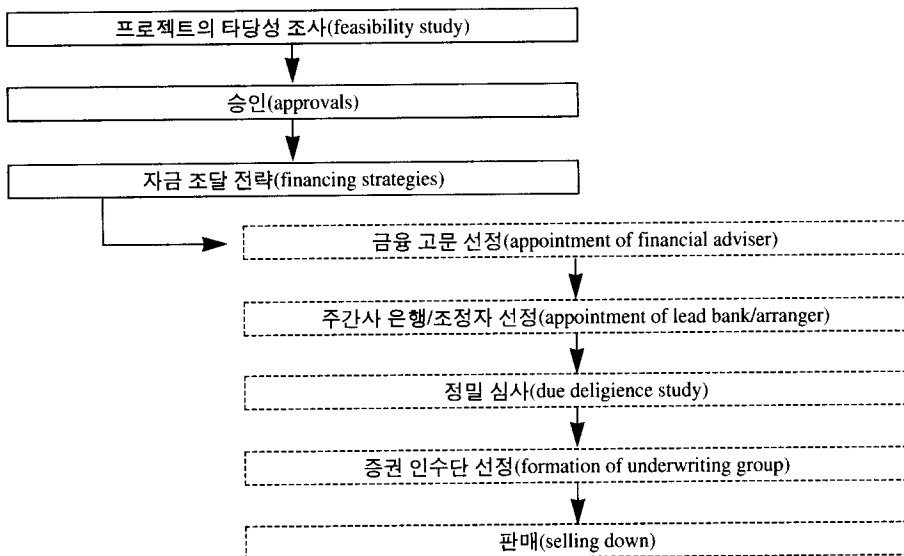 프로젝트의 타당성 조사(feasibility study)
승인(approvals)
자금 조달 전략(financing strategies)
금융 고문 선정(appointment of financial adviser)
주간사 은행/조정자 선정(appointment of lead bank/arranger)
정밀 심사(due deligience study)
증권 인수단 선정(formation of underwriting group)
판매(selling down)